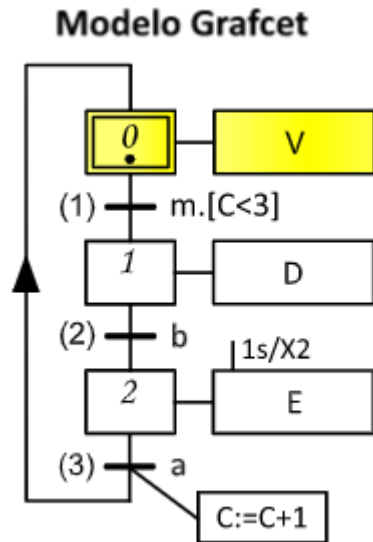 Modelo Grafcet
0 V
(1) m.[C<3]
1 D
(2) b
1s/X2
2 E
(3) a
C:=C+1